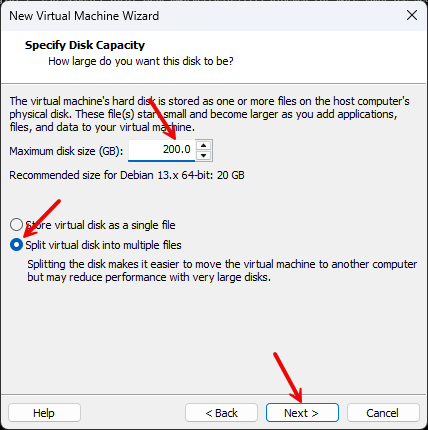 New Virtual Machine Wizard
Specify Disk Capacity
How large do you want this disk to be?
The virtual machine's hard disk is stored as one or more files on the host computer's
physical disk. These file(s) start small and become larger as you add applications,
files, and data to your virtual machine.
Maximum disk size (GB): 200.0
Recommended size for Debian 13.x 64-bit: 20 GB
Store virtual disk as a single file
Split virtual disk into multiple files
Splitting the disk makes it easier to move the virtual machine to another computer
but may reduce performance with very large disks.
Help < Back Next > Cancel